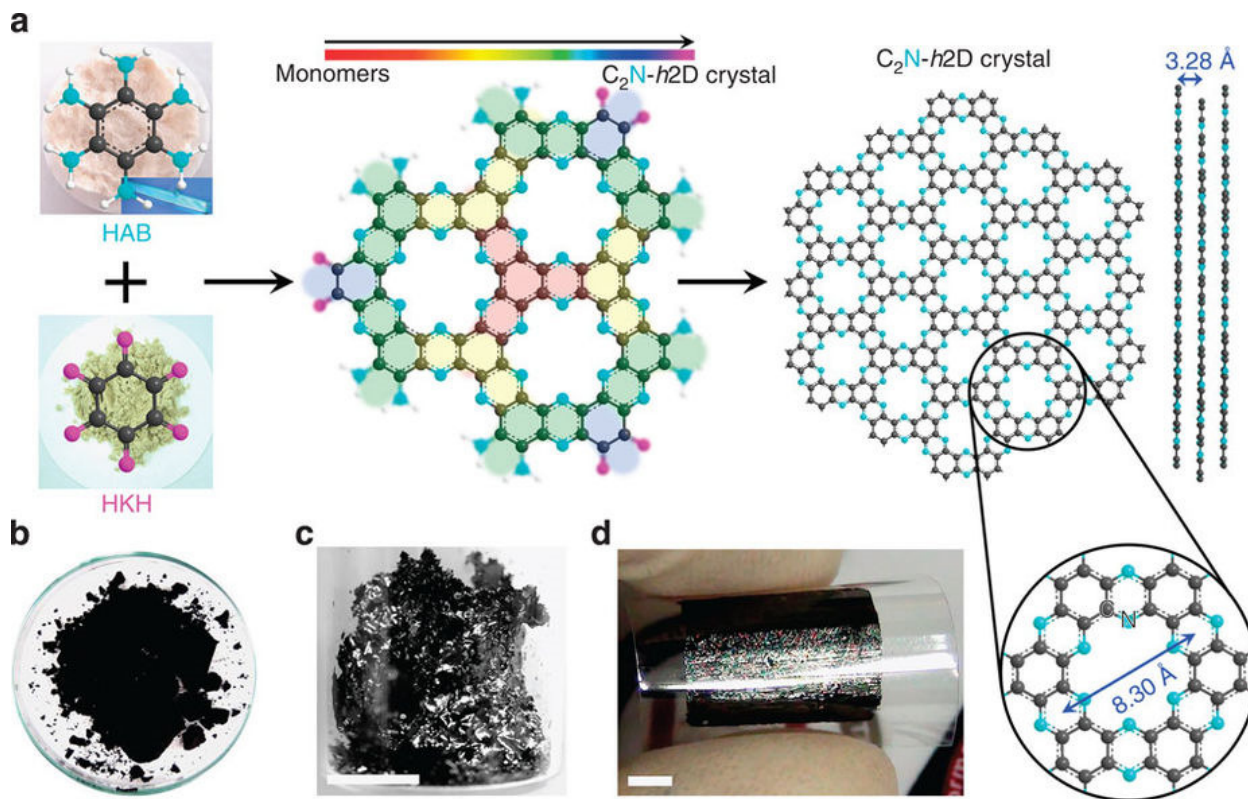 a
Monomers
C₂N-h2D crystal
C₂N-h2D crystal
3.28 Å
HAB
+
HKH
b
c
d
C
N
8.30 Å